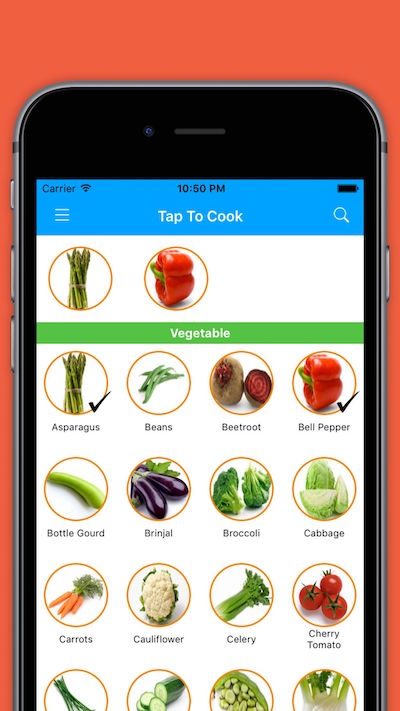 Carrier 10:50 PM
Tap To Cook
Vegetable
Asparagus Beans Beetroot Bell Pepper
Bottle Gourd Brinjal Broccoli Cabbage
Carrots Cauliflower Celery Cherry
Tomato